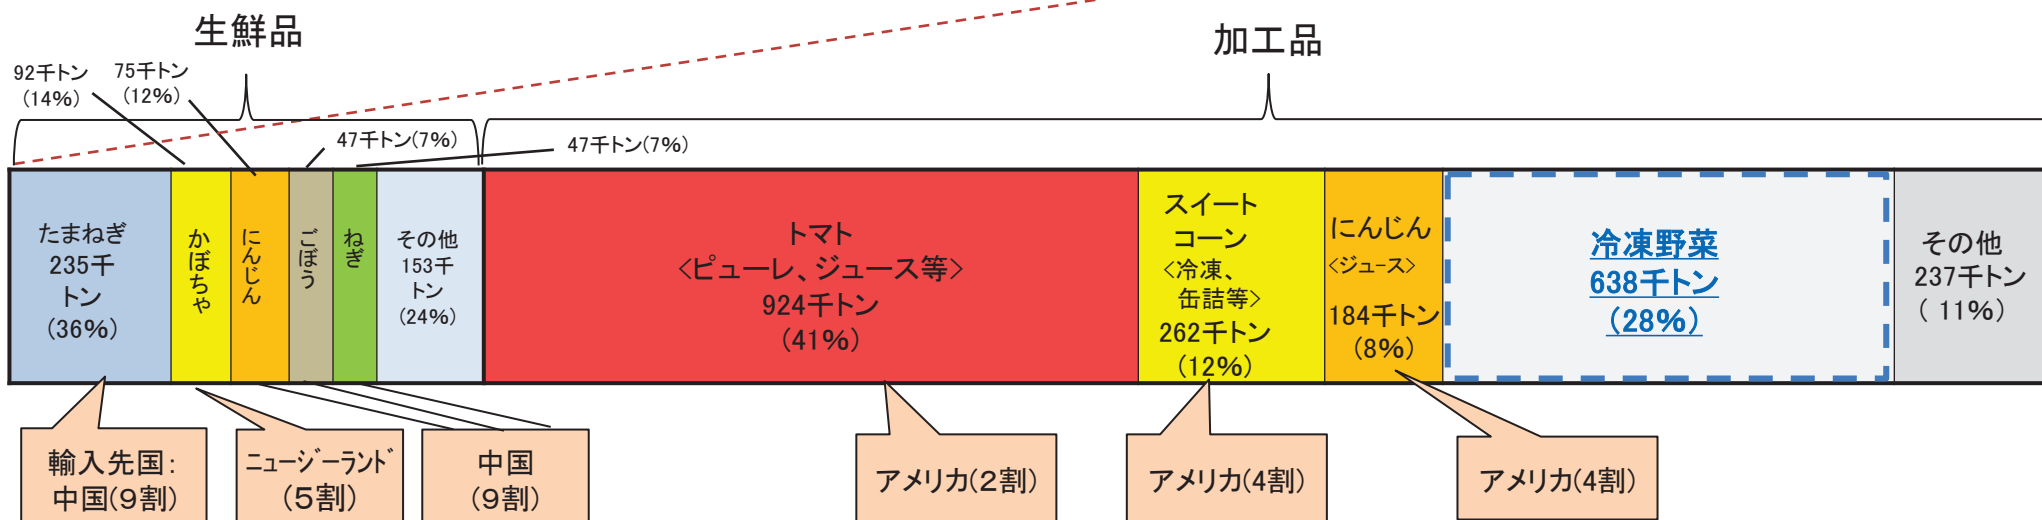 生鮮品
加工品
92千トン
(14%)
75千トン
(12%)
47千トン(7%)
47千トン(7%)
たまねぎ
235千
トン
(36%)
かぼちゃ
にんじん
ごぼう
ねぎ
その他
153千
トン
(24%)
トマト
<ピューレ、ジュース等>
924千トン
(41%)
スイート
コーン
<冷凍、
缶詰等>
262千トン
(12%)
にんじん
<ジュース>
184千トン
(8%)
冷凍野菜
638千トン
(28%)
その他
237千トン
( 11%)
輸入先国:
中国(9割)
ニュージーランド
(5割)
中国
(9割)
アメリカ(2割)
アメリカ(4割)
アメリカ(4割)